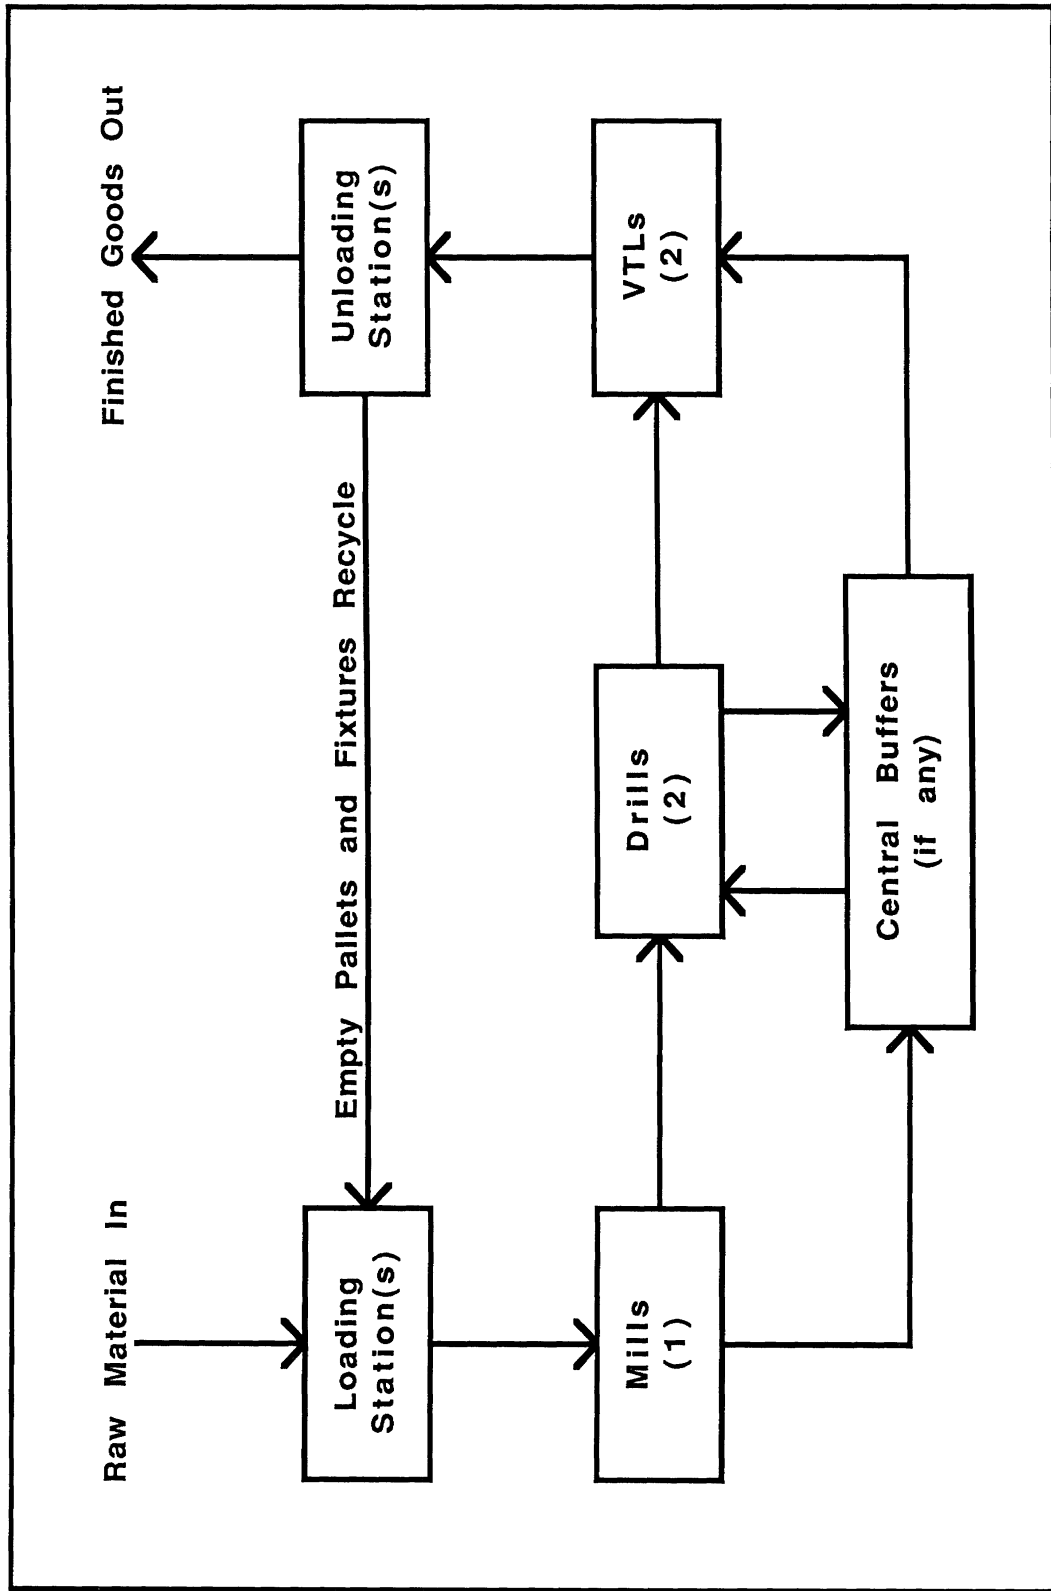 Raw Material In
Finished Goods Out
Loading
Station(s)
Empty Pallets and Fixtures Recycle
Unloading
Station(s)
Mills
(1)
Drills
(2)
VTLs
(2)
Central Buffers
(if any)